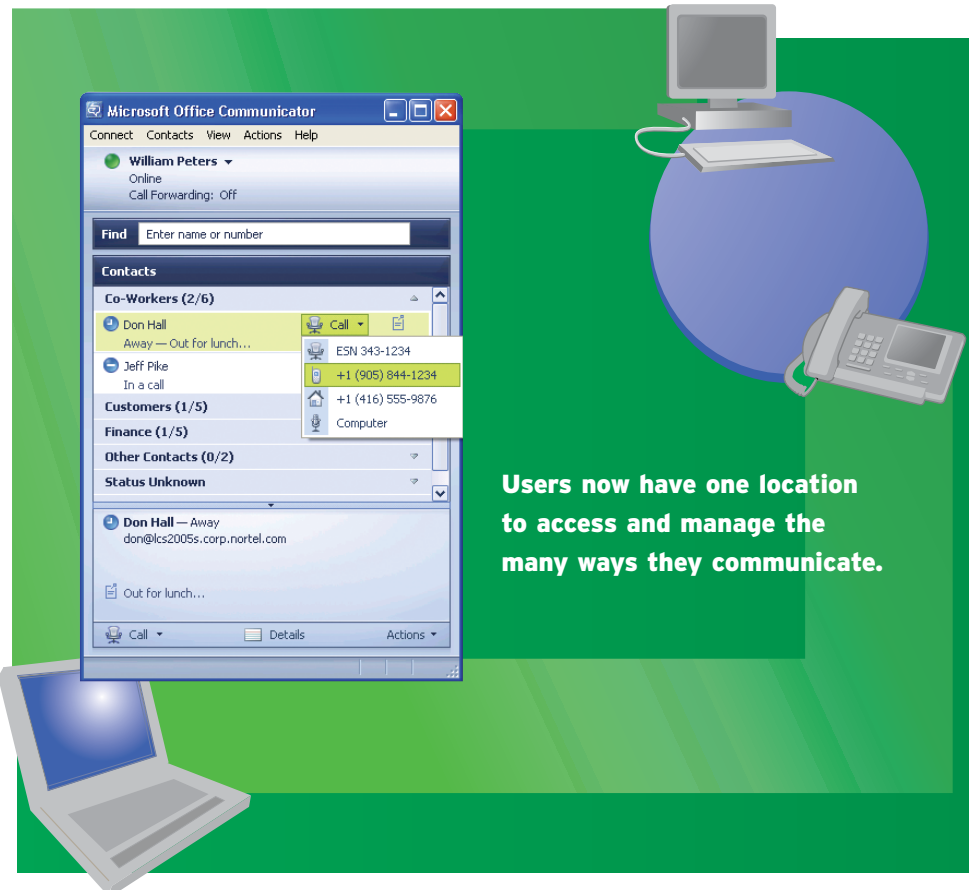 Microsoft Office Communicator
Connect Contacts View Actions Help
William Peters
Online
Call Forwarding: Off
Find Enter name or number
Contacts
Co-Workers (2/6)
Don Hall Call
Away — Out for lunch...
ESN 343-1234
Jeff Pike
+1 (905) 844-1234
In a call
+1 (416) 555-9876
Customers (1/5)
Computer
Finance (1/5)
Other Contacts (0/2)
Status Unknown
Don Hall — Away
don@lcs2005s.corp.nortel.com
Out for lunch...
Call Details Actions
Users now have one location
to access and manage the
many ways they communicate.